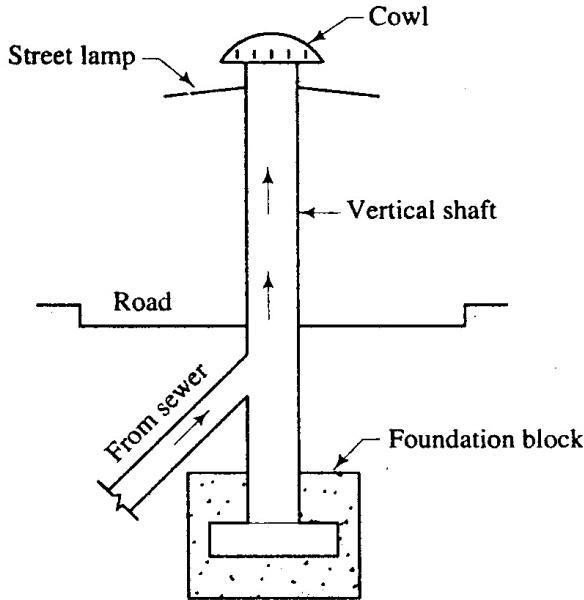 Cowl
Street lamp
Vertical shaft
Road
From sewer
Foundation block